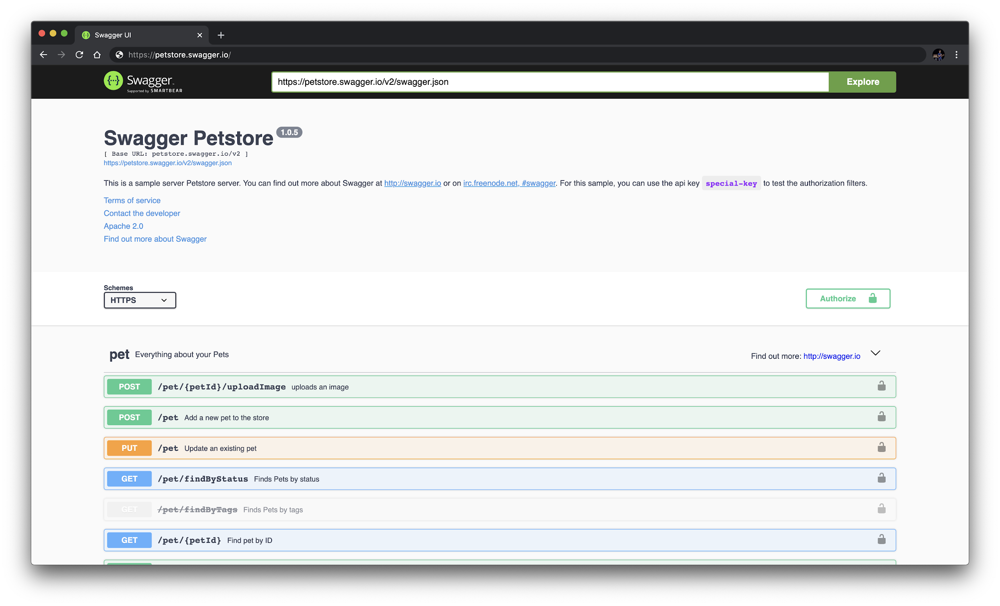 Swagger UI
https://petstore.swagger.io/
Swagger
Supported by SMARTBEAR
https://petstore.swagger.io/v2/swagger.json
Explore
Swagger Petstore 1.0.5
[ Base URL: petstore.swagger.io/v2 ]
https://petstore.swagger.io/v2/swagger.json
This is a sample server Petstore server. You can find out more about Swagger at http://swagger.io or on irc.freenode.net, #swagger. For this sample, you can use the api key special-key to test the authorization filters.
Terms of service
Contact the developer
Apache 2.0
Find out more about Swagger
Schemes
HTTPS
Authorize
pet Everything about your Pets Find out more: http://swagger.io
POST /pet/{petId}/uploadImage uploads an image
POST /pet Add a new pet to the store
PUT /pet Update an existing pet
GET /pet/findByStatus Finds Pets by status
GET /pet/findByTags Finds Pets by tags
GET /pet/{petId} Find pet by ID